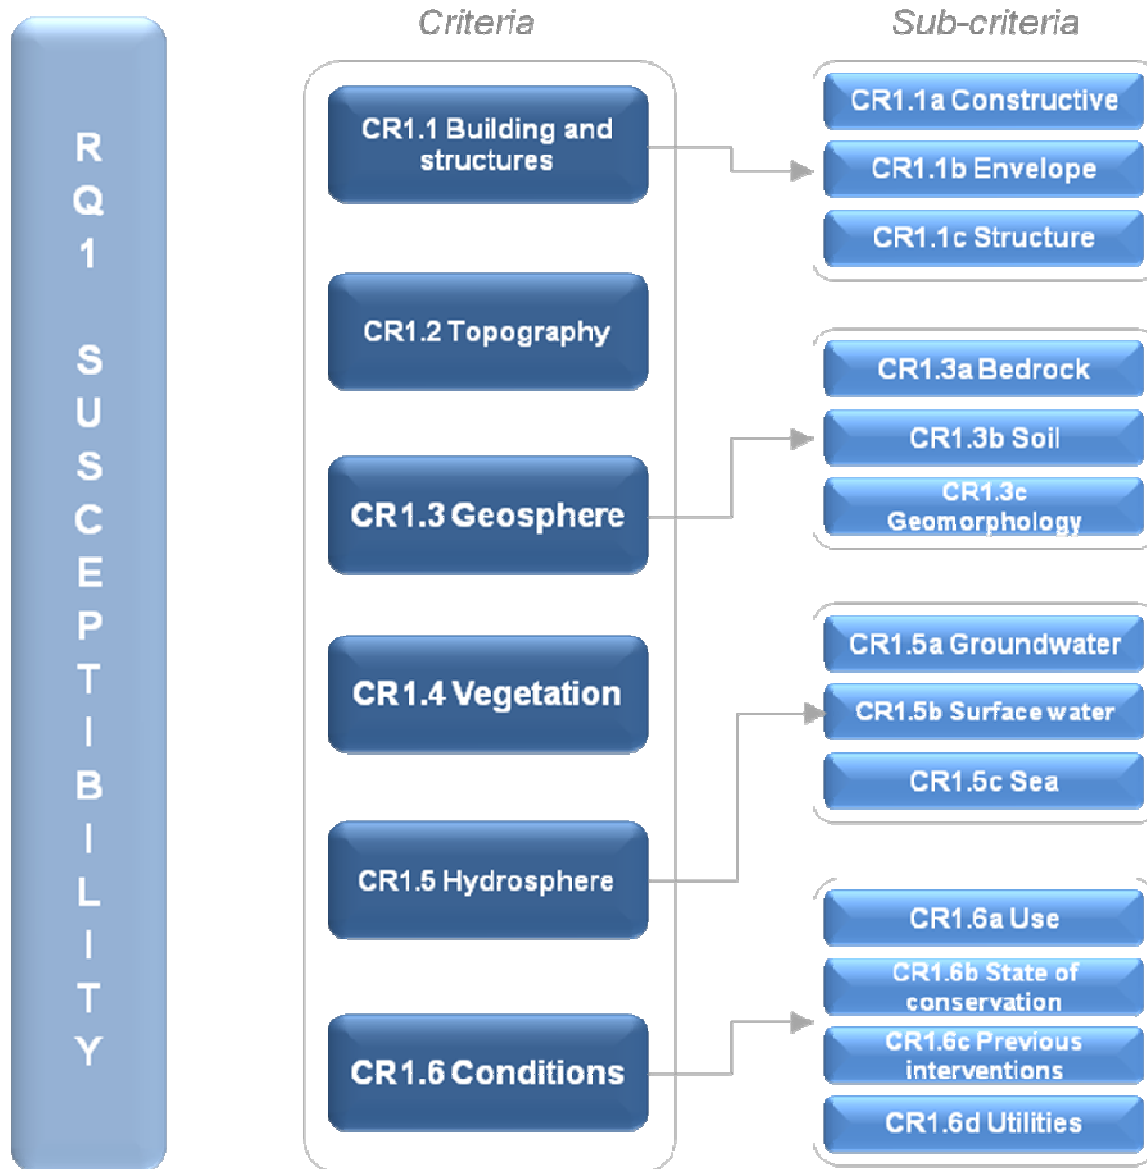 Criteria
Sub-criteria
RQ1 SUSCEPTIBILITY
CR1.1 Building and
structures
CR1.2 Topography
CR1.3 Geosphere
CR1.4 Vegetation
CR1.5 Hydrosphere
CR1.6 Conditions
CR1.1a Constructive
CR1.1b Envelope
CR1.1c Structure
CR1.3a Bedrock
CR1.3b Soil
CR1.3c
Geomorphology
CR1.5a Groundwater
CR1.5b Surface water
CR1.5c Sea
CR1.6a Use
CR1.6b State of
conservation
CR1.6c Previous
interventions
CR1.6d Utilities